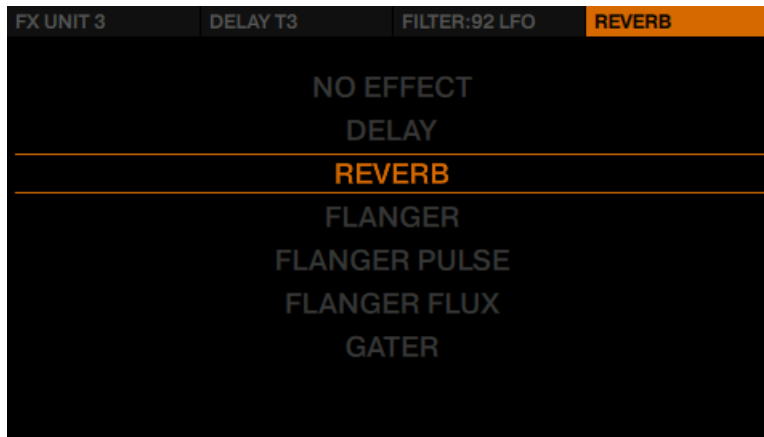 FX UNIT 3 DELAY T3 FILTER:92 LFO REVERB
NO EFFECT
DELAY
REVERB
FLANGER
FLANGER PULSE
FLANGER FLUX
GATER